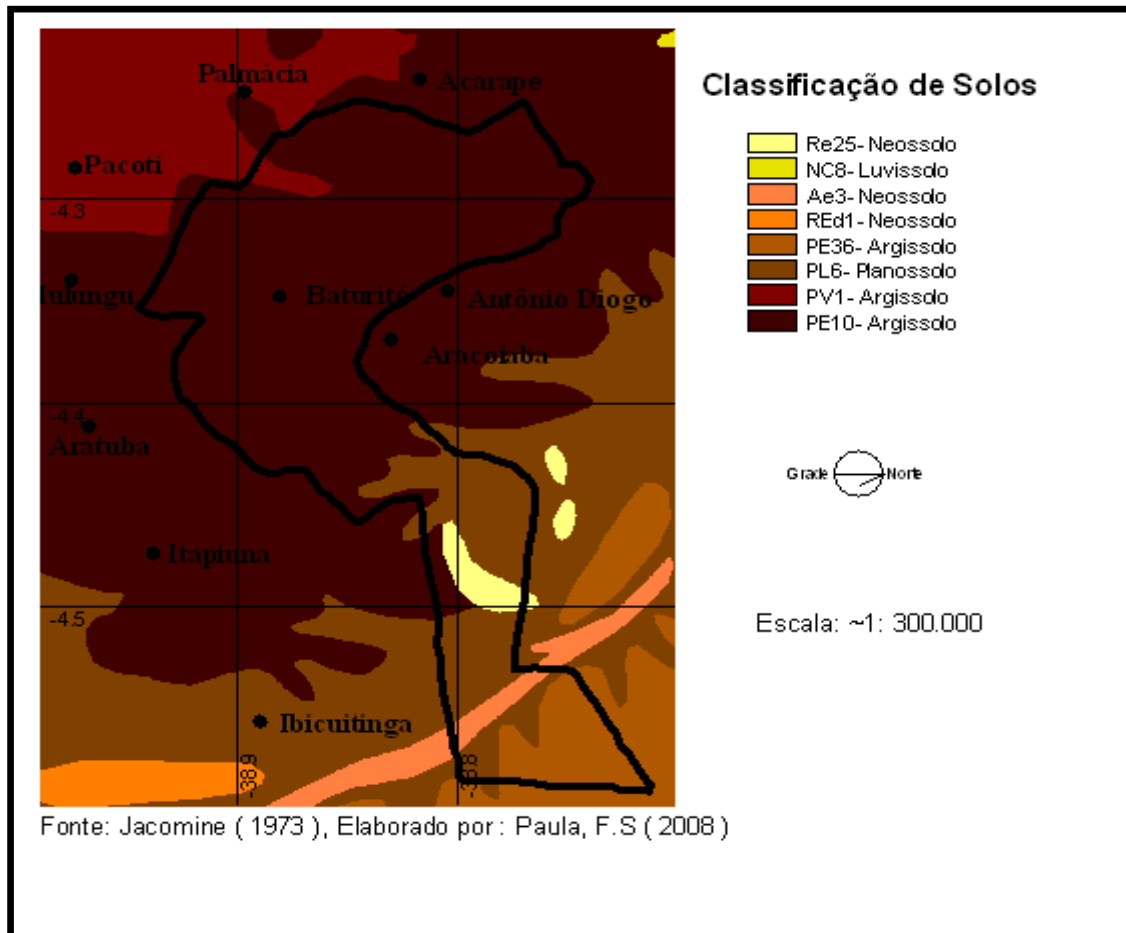 Palmácia
Acarape
Pacoti
-4.3
Baturité
Antônio Diogo
Aracoiaba
-4.4
Aratuba
Itapiuna
-4.5
Ibicuitinga
-38.9
-38.8
Classificação de Solos
Re25- Neossolo
NC8- Luvissolo
Ae3- Neossolo
REd1- Neossolo
PE36- Argissolo
PL6- Planossolo
PV1- Argissolo
PE10- Argissolo
Grade Norte
Escala: ~1: 300.000
Fonte: Jacomine ( 1973 ), Elaborado por : Paula, F.S ( 2008 )